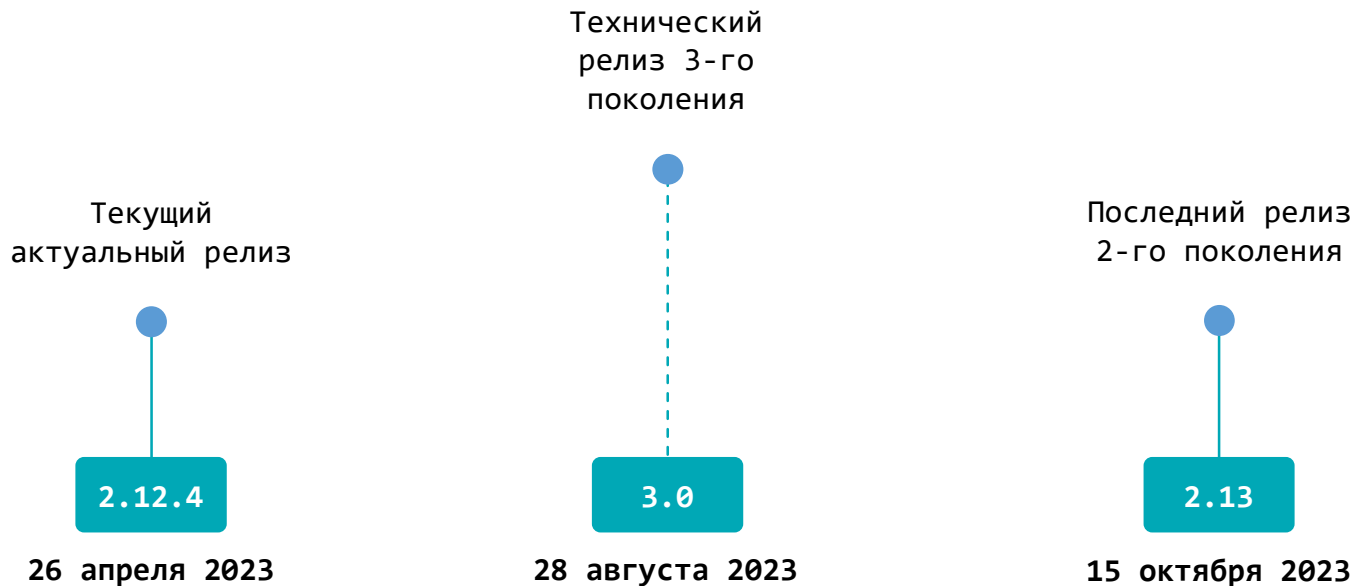 Технический
релиз 3-го
поколения
Текущий
актуальный релиз
Последний релиз
2-го поколения
2.12.4
3.0
2.13
26 апреля 2023
28 августа 2023
15 октября 2023